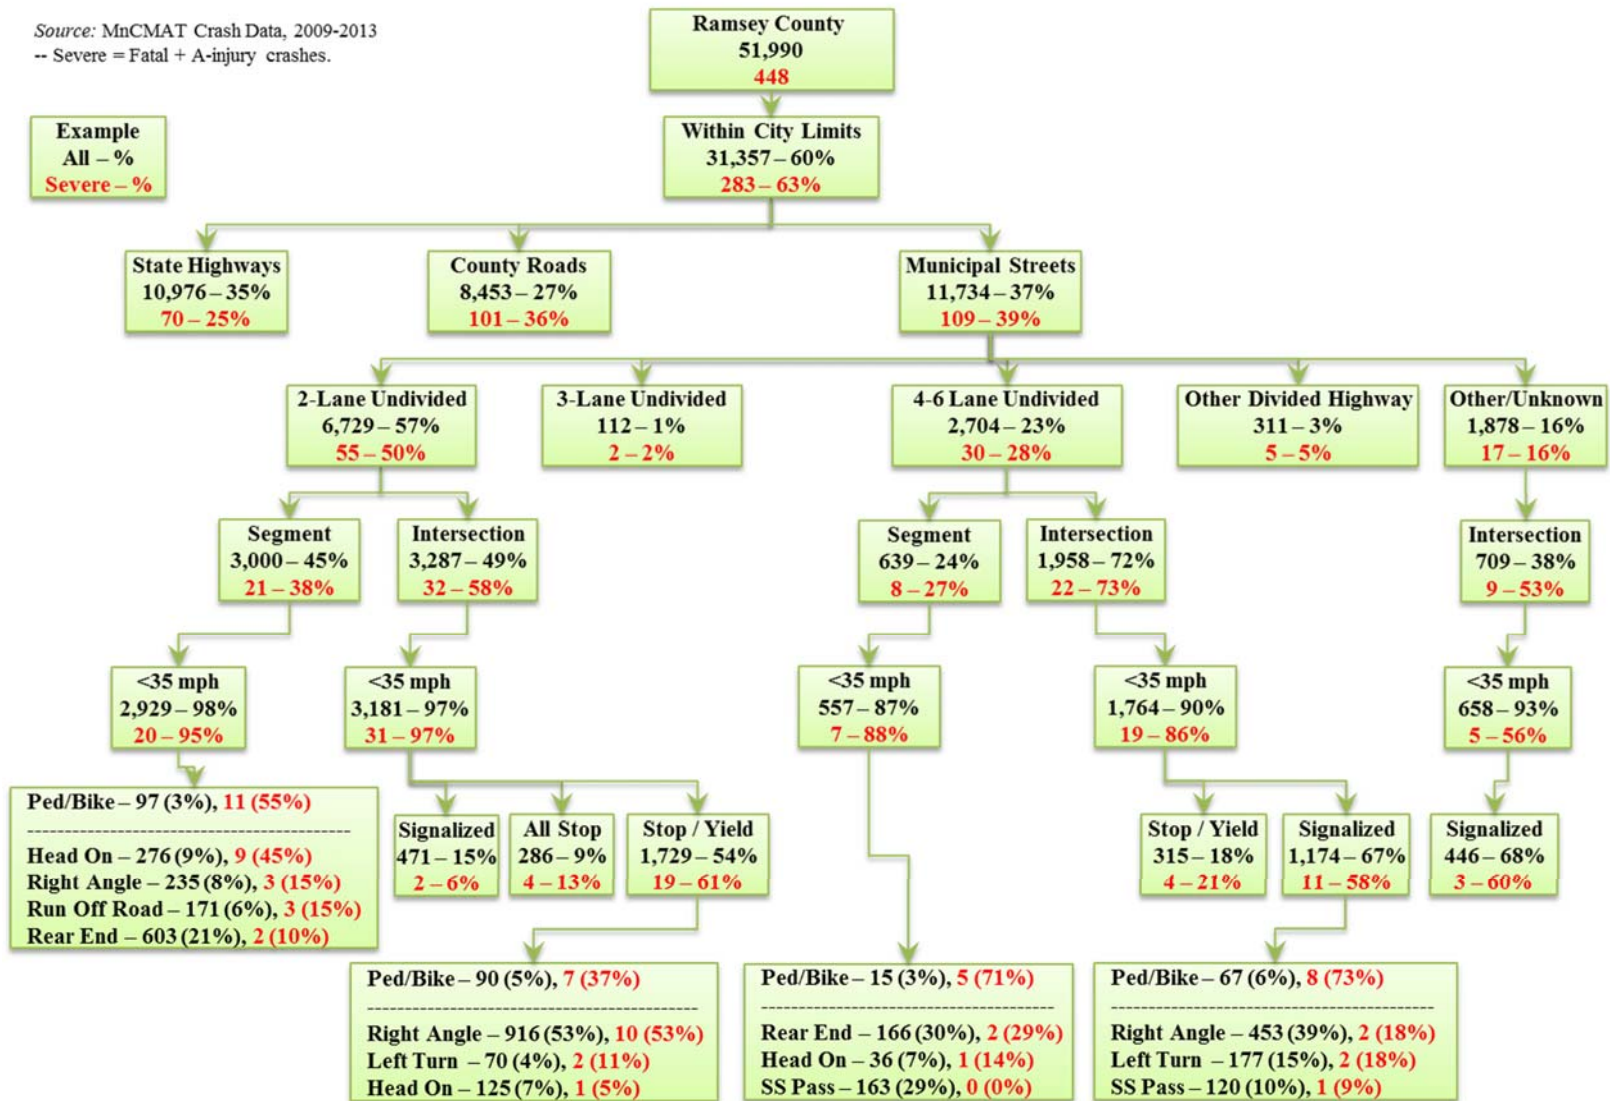 Source: MnCMAT Crash Data, 2009-2013
-- Severe = Fatal + A-injury crashes.
Ramsey County
51,990
448
Example
All – %
Severe – %
Within City Limits
31,357 – 60%
283 – 63%
State Highways
10,976 – 35%
70 – 25%
County Roads
8,453 – 27%
101 – 36%
Municipal Streets
11,734 – 37%
109 – 39%
2-Lane Undivided
6,729 – 57%
55 – 50%
3-Lane Undivided
112 – 1%
2 – 2%
4-6 Lane Undivided
2,704 – 23%
30 – 28%
Other Divided Highway
311 – 3%
5 – 5%
Other/Unknown
1,878 – 16%
17 – 16%
Segment
3,000 – 45%
21 – 38%
Intersection
3,287 – 49%
32 – 58%
Segment
639 – 24%
8 – 27%
Intersection
1,958 – 72%
22 – 73%
Intersection
709 – 38%
9 – 53%
<35 mph
2,929 – 98%
20 – 95%
<35 mph
3,181 – 97%
31 – 97%
<35 mph
557 – 87%
7 – 88%
<35 mph
1,764 – 90%
19 – 86%
<35 mph
658 – 93%
5 – 56%
Ped/Bike – 97 (3%), 11 (55%)
-------------------------------------------
Head On – 276 (9%), 9 (45%)
Right Angle – 235 (8%), 3 (15%)
Run Off Road – 171 (6%), 3 (15%)
Rear End – 603 (21%), 2 (10%)
Signalized
471 – 15%
2 – 6%
All Stop
286 – 9%
4 – 13%
Stop / Yield
1,729 – 54%
19 – 61%
Stop / Yield
315 – 18%
4 – 21%
Signalized
1,174 – 67%
11 – 58%
Signalized
446 – 68%
3 – 60%
Ped/Bike – 90 (5%), 7 (37%)
-------------------------------------------
Right Angle – 916 (53%), 10 (53%)
Left Turn – 70 (4%), 2 (11%)
Head On – 125 (7%), 1 (5%)
Ped/Bike – 15 (3%), 5 (71%)
-------------------------------------------
Rear End – 166 (30%), 2 (29%)
Head On – 36 (7%), 1 (14%)
SS Pass – 163 (29%), 0 (0%)
Ped/Bike – 67 (6%), 8 (73%)
-------------------------------------------
Right Angle – 453 (39%), 2 (18%)
Left Turn – 177 (15%), 2 (18%)
SS Pass – 120 (10%), 1 (9%)